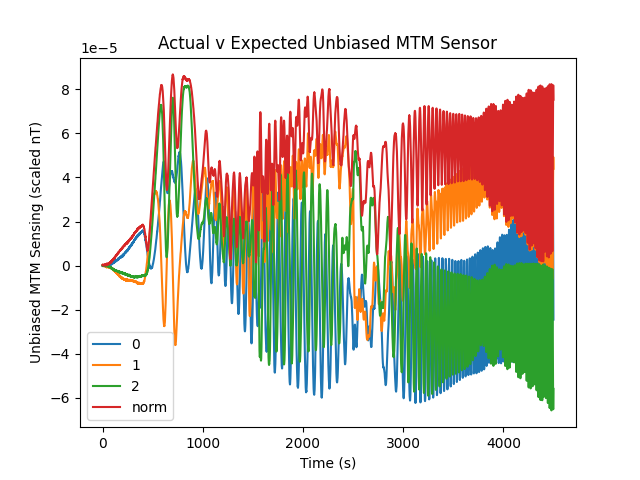 Actual v Expected Unbiased MTM Sensor
1e−5
Unbiased MTM Sensing (scaled nT)
8
6
4
2
0
−2
−4
−6
0
1
2
norm
0 1000 2000 3000 4000
Time (s)